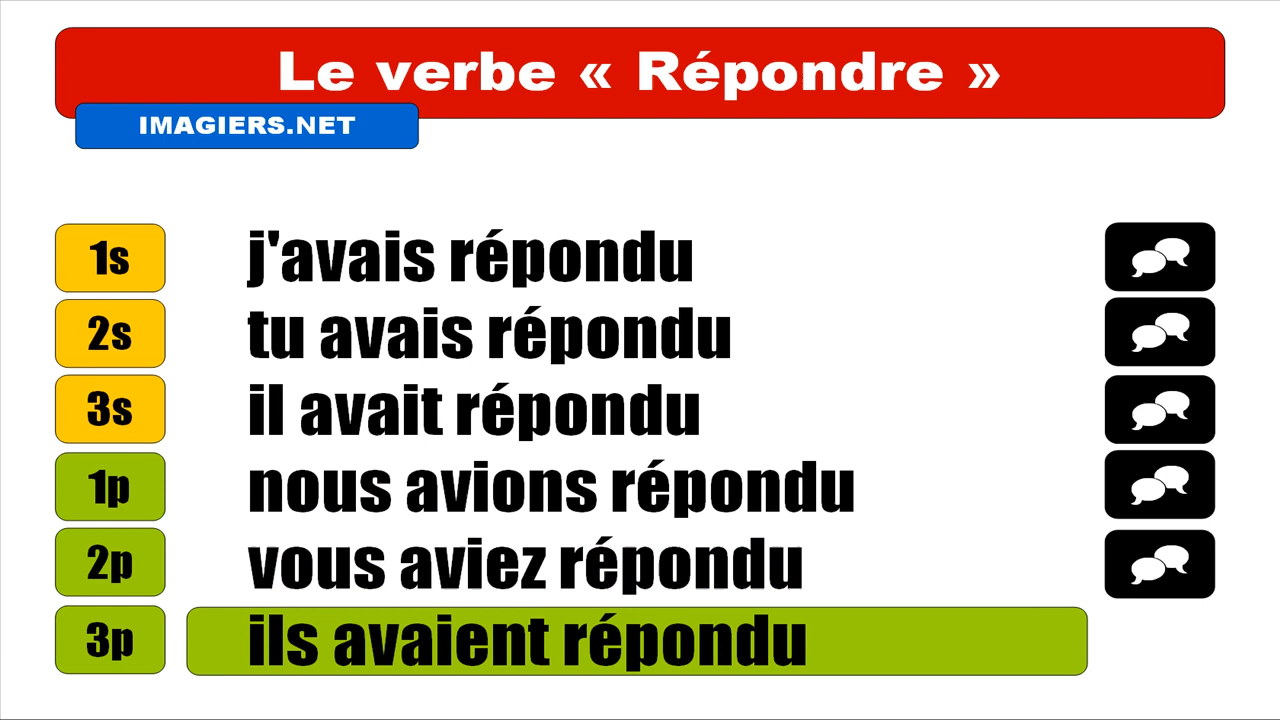 Le verbe « Répondre »
IMAGIERS.NET
1s j'avais répondu
2s tu avais répondu
3s il avait répondu
1p nous avions répondu
2p vous aviez répondu
3p ils avaient répondu